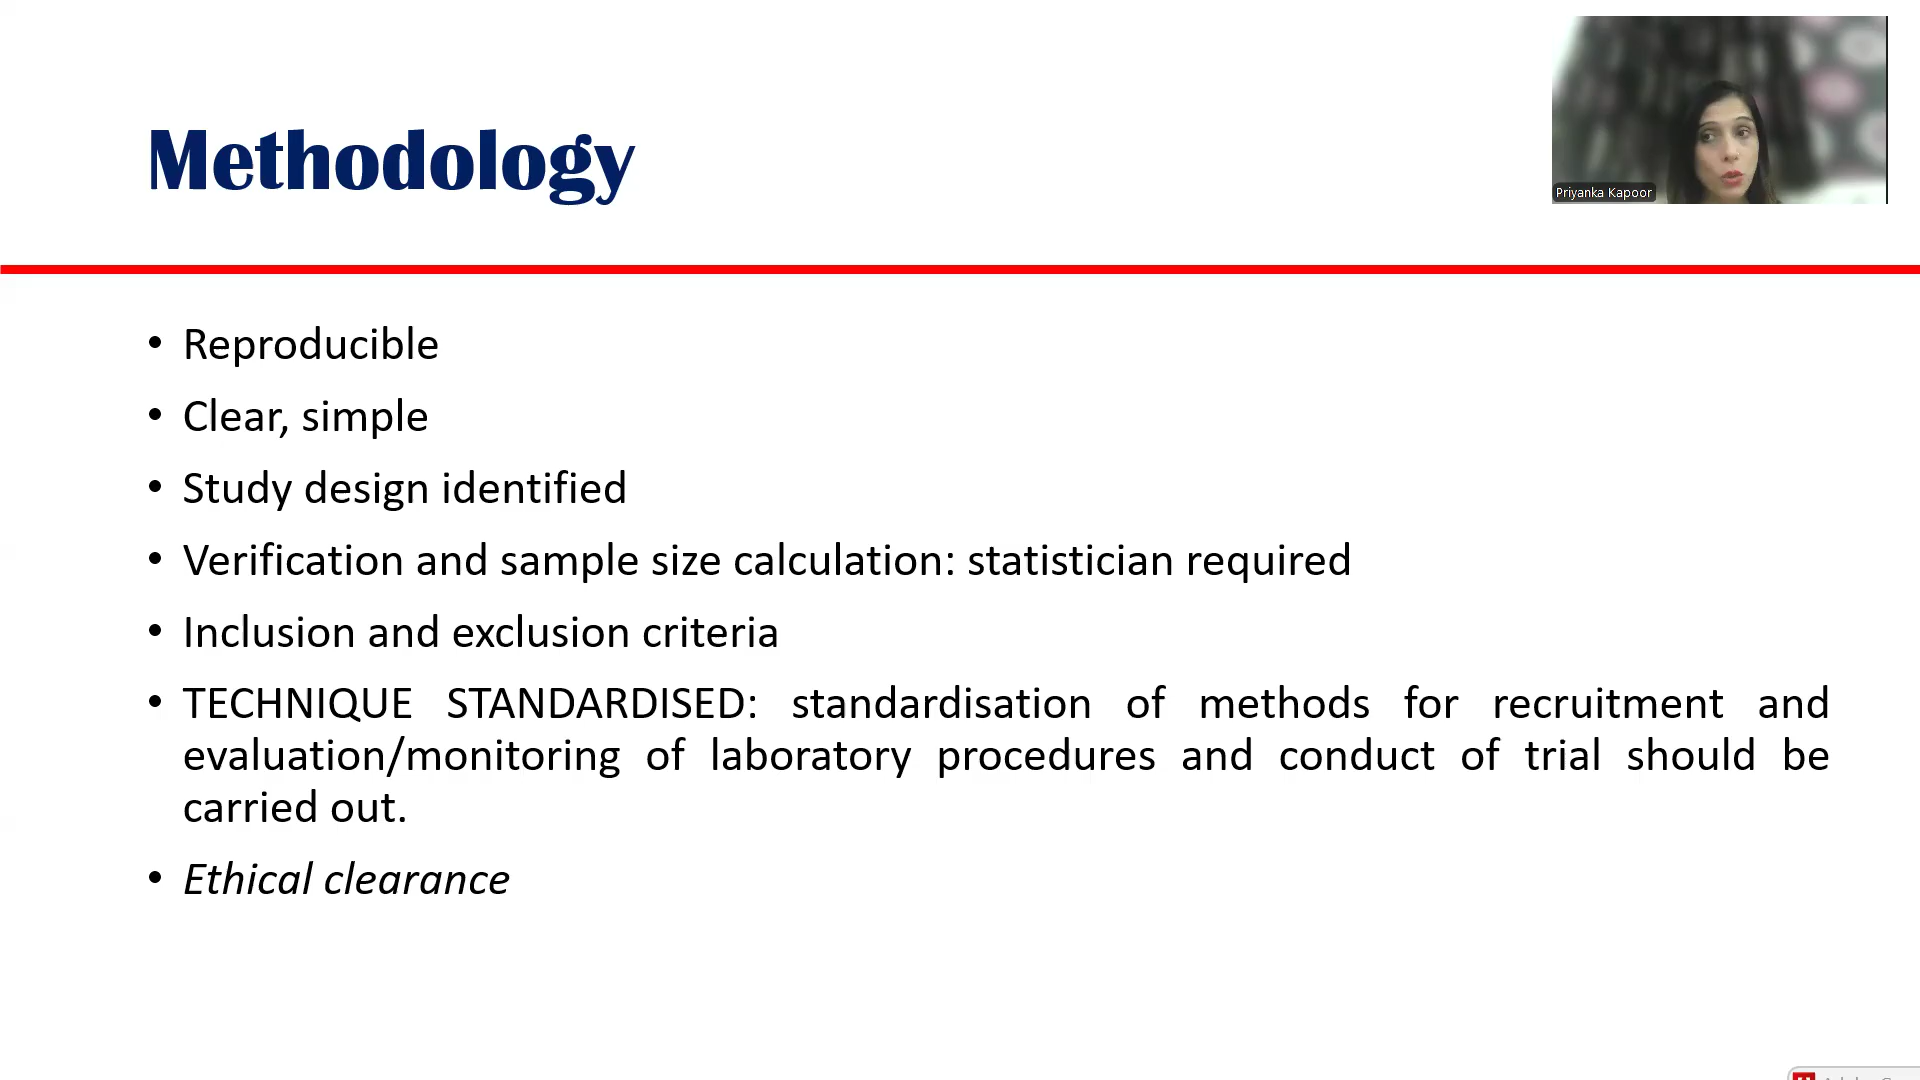 Methodology
Priyanka Kapoor
• Reproducible
• Clear, simple
• Study design identified
• Verification and sample size calculation: statistician required
• Inclusion and exclusion criteria
• TECHNIQUE STANDARDISED: standardisation of methods for recruitment and
evaluation/monitoring of laboratory procedures and conduct of trial should be
carried out.
• Ethical clearance